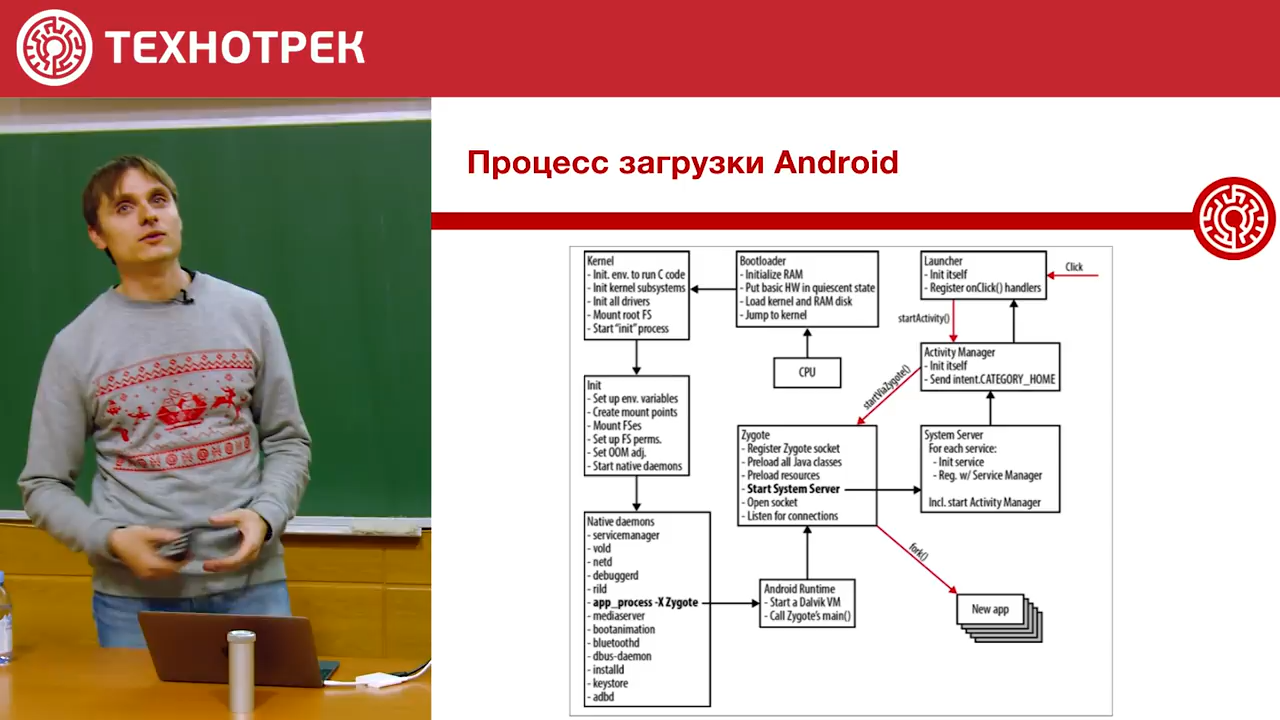 ТЕХНОТРЕК
Процесс загрузки Android
Kernel
- Init. env. to run C code
- Init kernel subsystems
- Init all drivers
- Mount root FS
- Start "init" process
Bootloader
- Initialize RAM
- Put basic HW in quiescent state
- Load kernel and RAM disk
- Jump to kernel
Launcher
- Init itself
- Register onClick() handlers
Click
startActivity()
CPU
Activity Manager
- Init itself
- Send intent.CATEGORY_HOME
startViaZygote()
Init
- Set up env. variables
- Create mount points
- Mount FSes
- Set up FS perms.
- Set OOM adj.
- Start native daemons
Zygote
- Register Zygote socket
- Preload all Java classes
- Preload resources
- Start System Server
- Open socket
- Listen for connections
System Server
For each service:
- Init service
- Reg. w/ Service Manager
Incl. start Activity Manager
Native daemons
- servicemanager
- vold
- netd
- debuggerd
- rild
- app_process -X Zygote
- mediaserver
- bootanimation
- bluetoothd
- dbus-daemon
- installd
- keystore
- adbd
Android Runtime
- Start a Dalvik VM
- Call Zygote's main()
fork()
New app